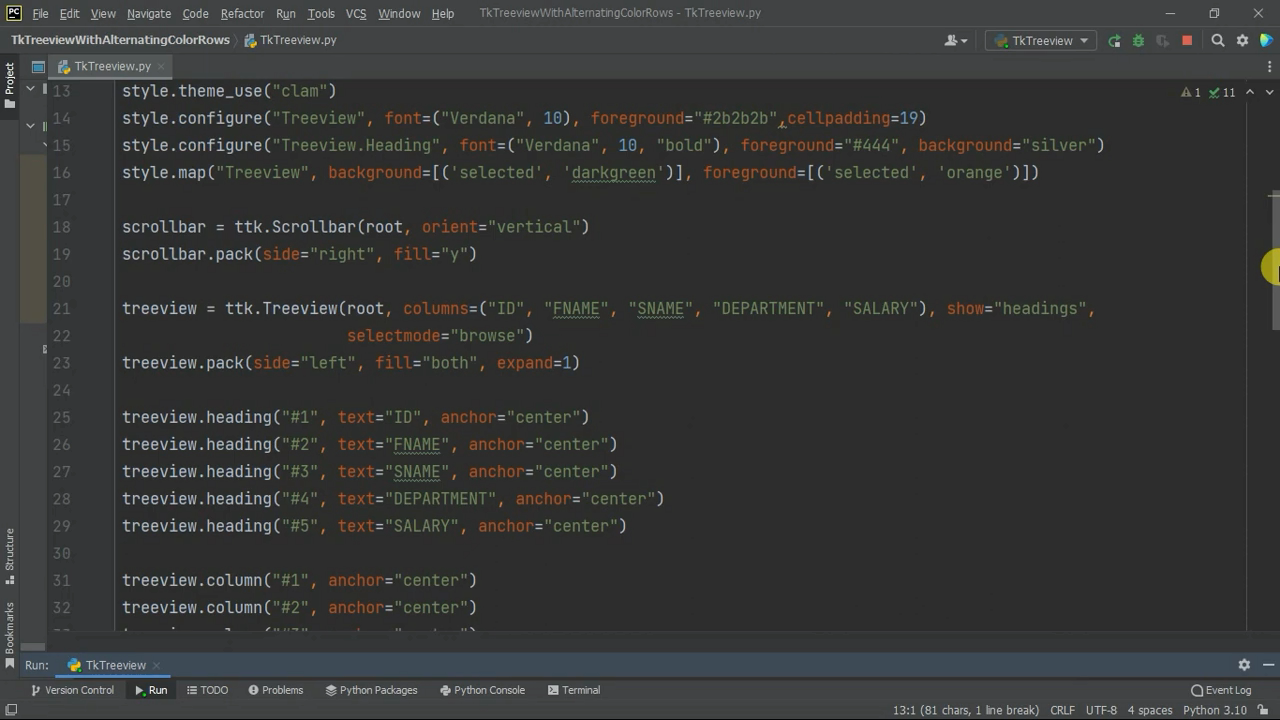 PC File Edit View Navigate Code Refactor Run Tools VCS Window Help TkTreeviewWithAlternatingColorRows - TkTreeview.py
TkTreeviewWithAlternatingColorRows TkTreeview.py TkTreeview
Project
TkTreeview.py
1 11
13 style.theme_use("clam")
14 style.configure("Treeview", font=("Verdana", 10), foreground="#2b2b2b",cellpadding=19)
15 style.configure("Treeview.Heading", font=("Verdana", 10, "bold"), foreground="#444", background="silver")
16 style.map("Treeview", background=[('selected', 'darkgreen')], foreground=[('selected', 'orange')])
17
18 scrollbar = ttk.Scrollbar(root, orient="vertical")
19 scrollbar.pack(side="right", fill="y")
20
21 treeview = ttk.Treeview(root, columns=("ID", "FNAME", "SNAME", "DEPARTMENT", "SALARY"), show="headings",
22 selectmode="browse")
23 treeview.pack(side="left", fill="both", expand=1)
24
25 treeview.heading("#1", text="ID", anchor="center")
26 treeview.heading("#2", text="FNAME", anchor="center")
27 treeview.heading("#3", text="SNAME", anchor="center")
28 treeview.heading("#4", text="DEPARTMENT", anchor="center")
29 treeview.heading("#5", text="SALARY", anchor="center")
30
31 treeview.column("#1", anchor="center")
32 treeview.column("#2", anchor="center")
Structure
Bookmarks
Run: TkTreeview
Version Control Run TODO Problems Python Packages Python Console Terminal Event Log
13:1 (81 chars, 1 line break) CRLF UTF-8 4 spaces Python 3.10